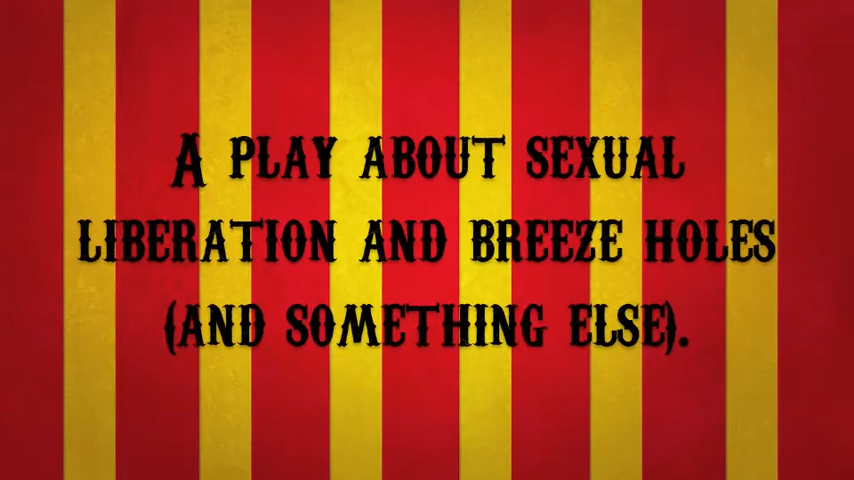 A PLAY ABOUT SEXUAL
LIBERATION AND BREEZE HOLES
(AND SOMETHING ELSE).